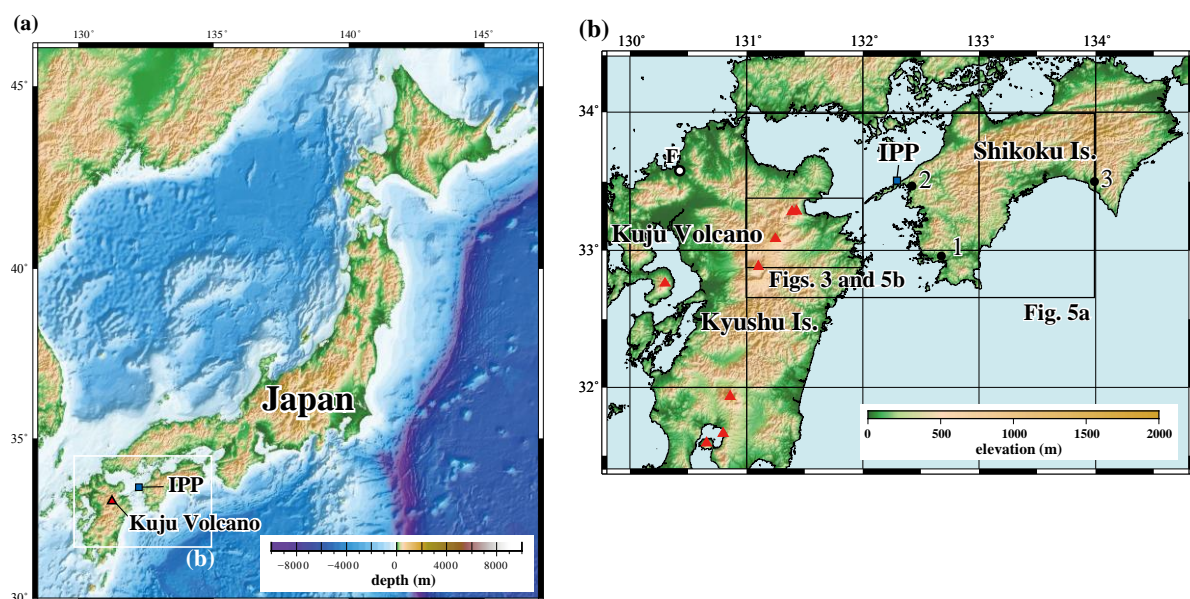 (a)
130° 135° 140° 145°
45°
40°
35°
30°
Japan
IPP
Kuju Volcano
(b)
−8000 −4000 0 4000 8000
depth (m)
(b)
130° 131° 132° 133° 134°
34°
33°
32°
F
IPP
Shikoku Is.
2
3
Kuju Volcano
1
Figs. 3 and 5b
Fig. 5a
Kyushu Is.
0 500 1000 1500 2000
elevation (m)